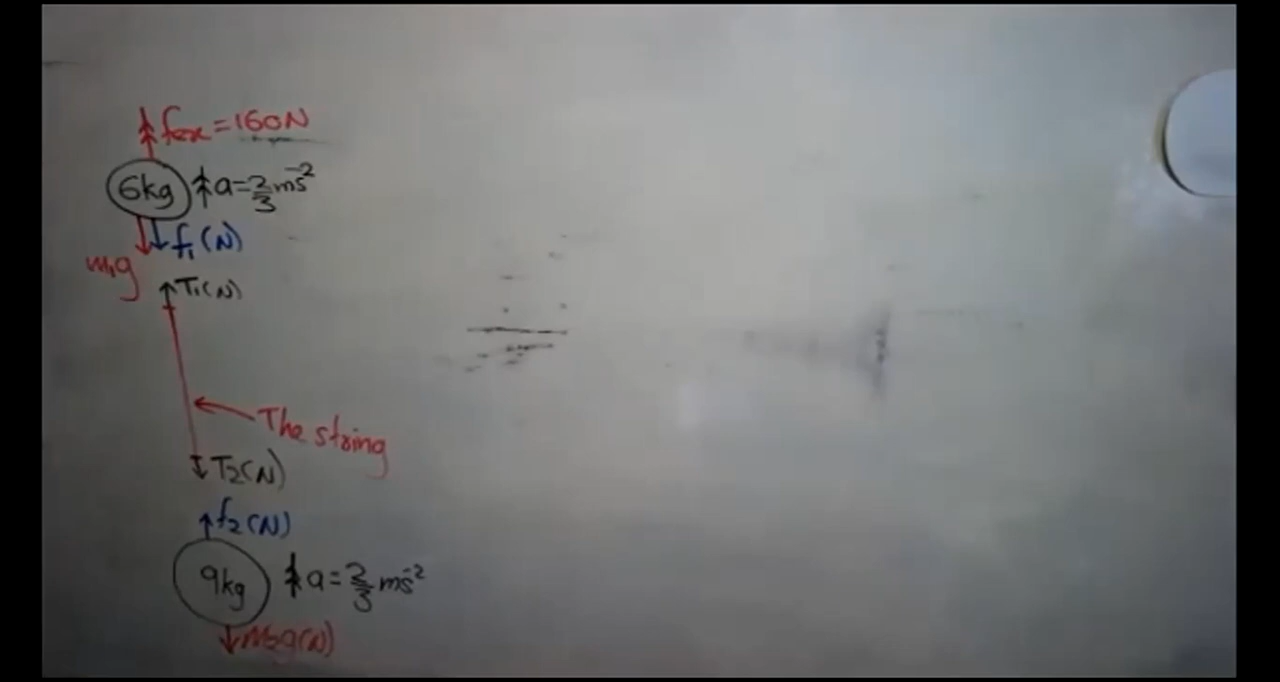 fex = 160N
6kg a=2/3 ms⁻²
f₁(N)
m₁g
T₁(N)
The string
T₂(N)
f₂(N)
9kg a=2/3 ms⁻²
m₂g(N)